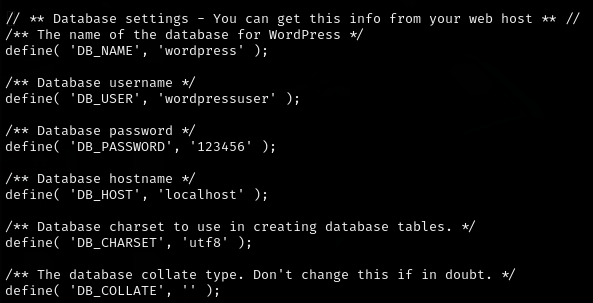 // ** Database settings - You can get this info from your web host ** //
/** The name of the database for WordPress */
define( 'DB_NAME', 'wordpress' );
/** Database username */
define( 'DB_USER', 'wordpressuser' );
/** Database password */
define( 'DB_PASSWORD', '123456' );
/** Database hostname */
define( 'DB_HOST', 'localhost' );
/** Database charset to use in creating database tables. */
define( 'DB_CHARSET', 'utf8' );
/** The database collate type. Don't change this if in doubt. */
define( 'DB_COLLATE', '' );